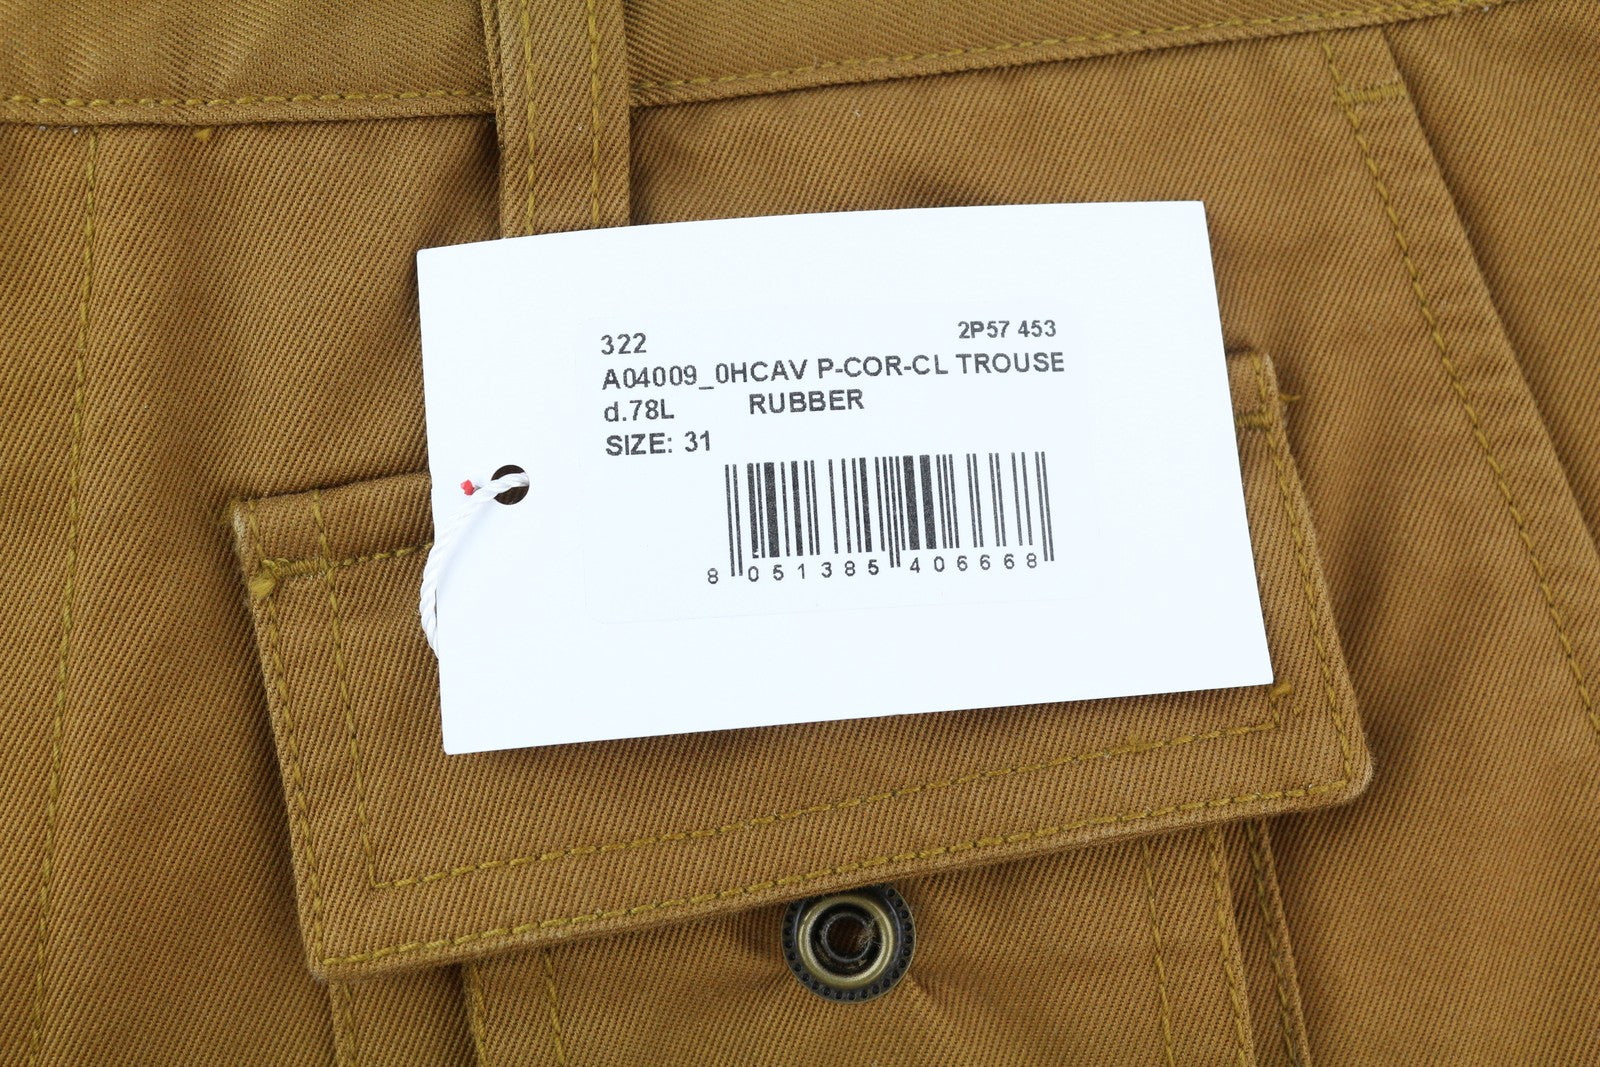 322 2P57 453
A04009_0HCAV P-COR-CL TROUSE
d.78L RUBBER
SIZE: 31
8 051385 406668